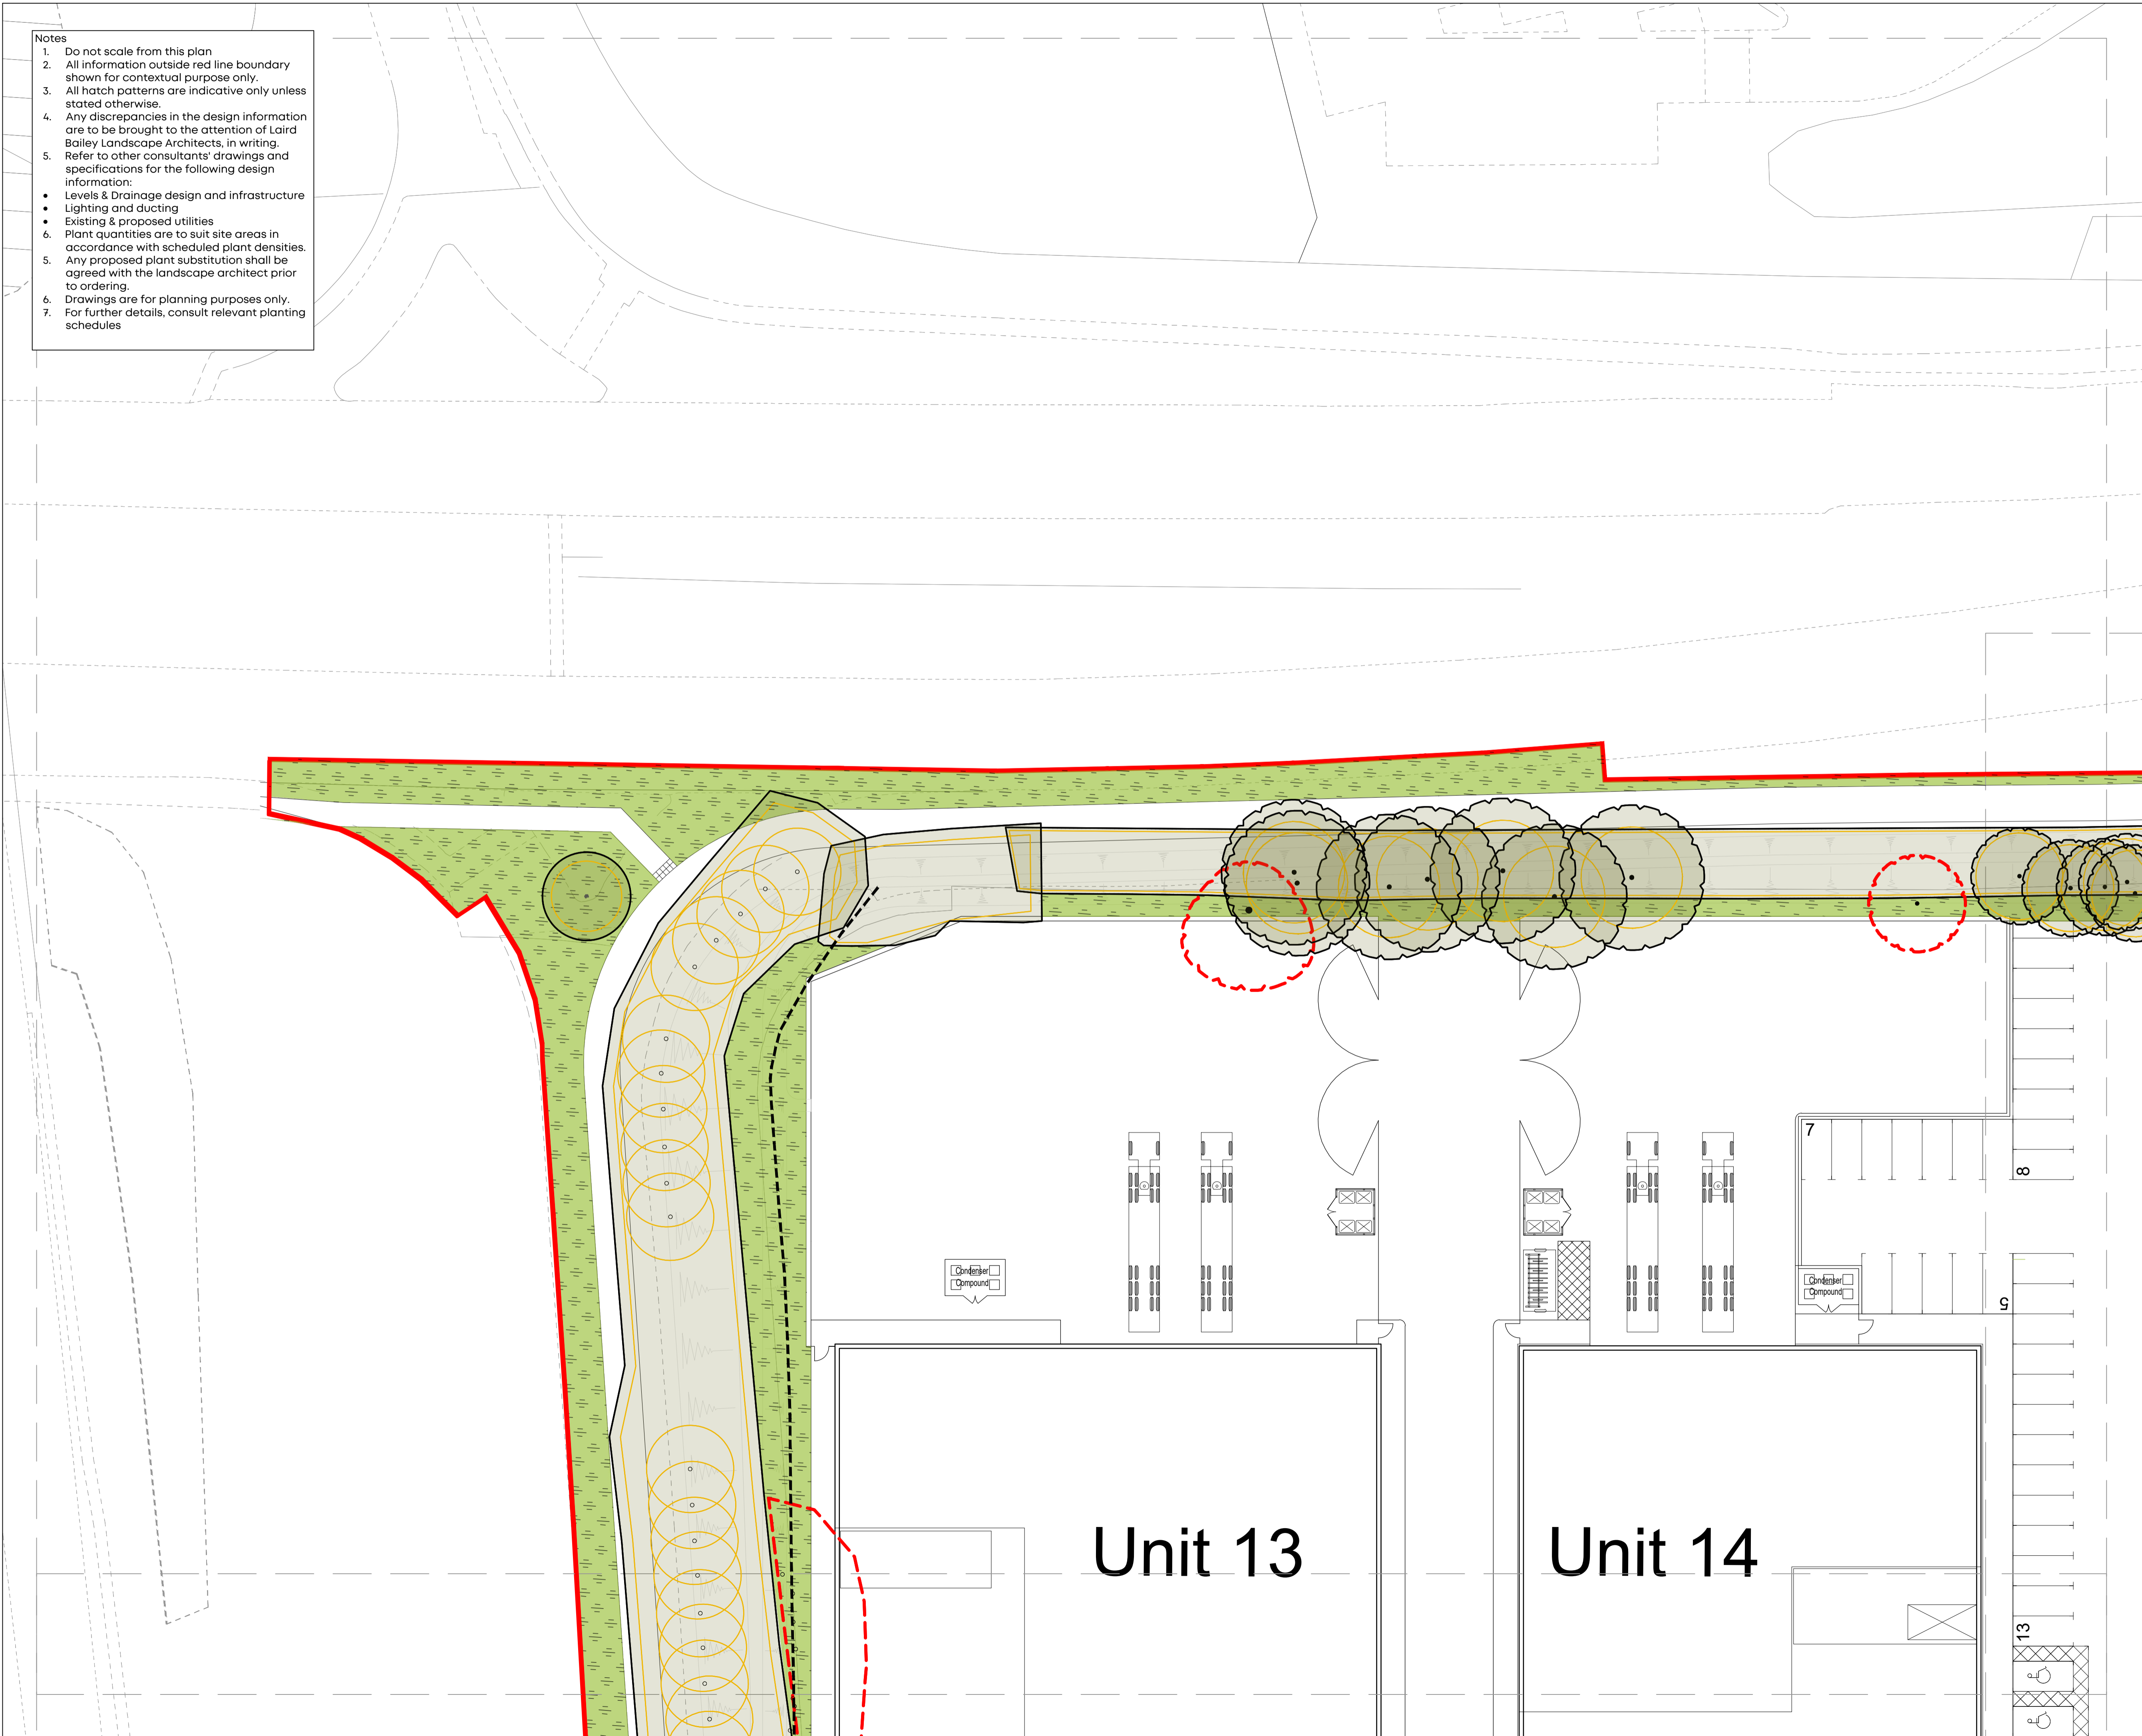 Notes
1. Do not scale from this plan
2. All information outside red line boundary
shown for contextual purpose only.
3. All hatch patterns are indicative only unless
stated otherwise.
4. Any discrepancies in the design information
are to be brought to the attention of Laird
Bailey Landscape Architects, in writing.
5. Refer to other consultants' drawings and
specifications for the following design
information:
• Levels & Drainage design and infrastructure
• Lighting and ducting
• Existing & proposed utilities
6. Plant quantities are to suit site areas in
accordance with scheduled plant densities.
5. Any proposed plant substitution shall be
agreed with the landscape architect prior
to ordering.
6. Drawings are for planning purposes only.
7. For further details, consult relevant planting
schedules
7
8
Condenser
Compound
Condenser
Compound
5
Unit 13
Unit 14
13